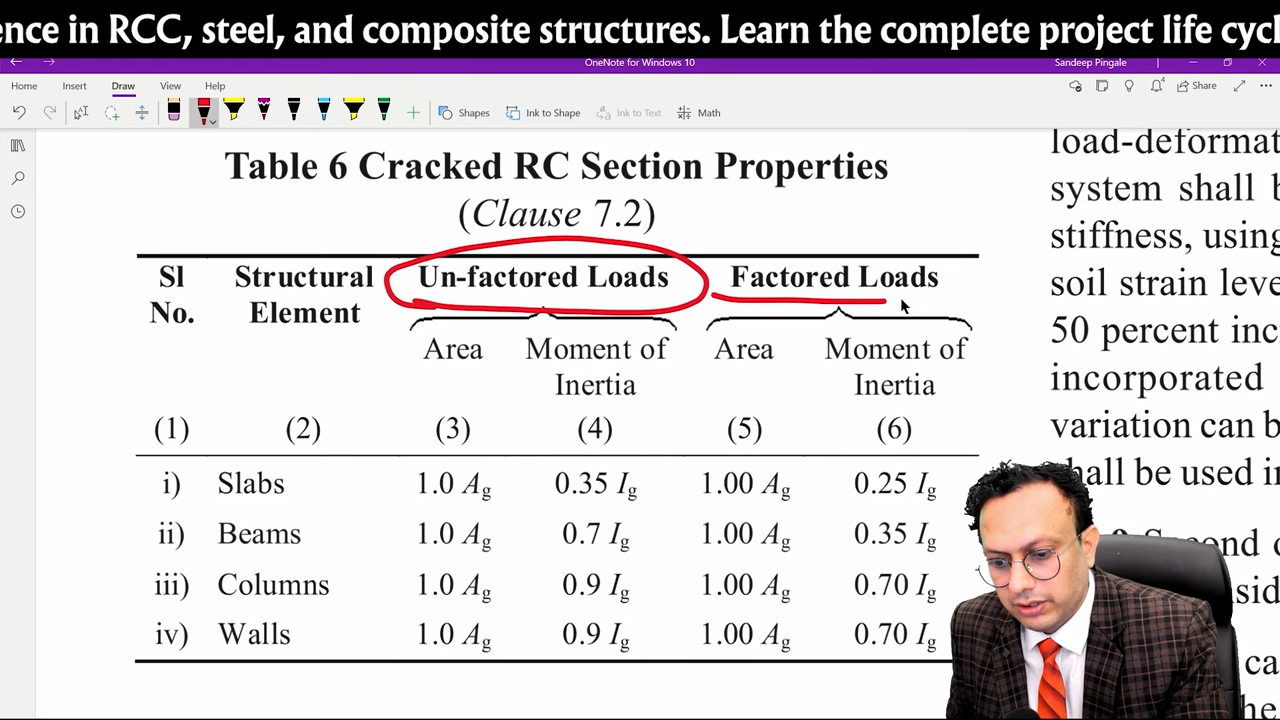 ence in RCC, steel, and composite structures. Learn the complete project life cycl
OneNote for Windows 10
Sandeep Pingale
Home Insert Draw View Help
Share
Shapes Ink to Shape Ink to Text Math
Table 6 Cracked RC Section Properties
(Clause 7.2)
Sl No. Structural Element Un-factored Loads Factored Loads
Area Moment of Inertia Area Moment of Inertia
(1) (2) (3) (4) (5) (6)
i) Slabs 1.0 Ag 0.35 Ig 1.00 Ag 0.25 Ig
ii) Beams 1.0 Ag 0.7 Ig 1.00 Ag 0.35 Ig
iii) Columns 1.0 Ag 0.9 Ig 1.00 Ag 0.70 Ig
iv) Walls 1.0 Ag 0.9 Ig 1.00 Ag 0.70 Ig
load-deformat
system shall b
stiffness, using
soil strain leve
50 percent inc
incorporated
variation can b
shall be used in